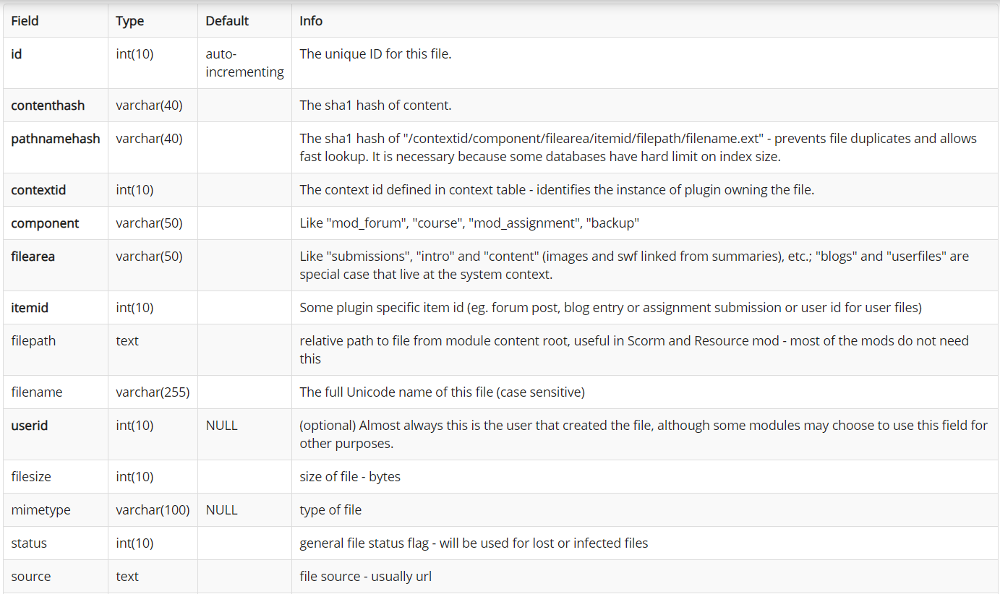 Field Type Default Info
id int(10) auto-
incrementing The unique ID for this file.
contenthash varchar(40) The sha1 hash of content.
pathnamehash varchar(40) The sha1 hash of "/contextid/component/filearea/itemid/filepath/filename.ext" - prevents file duplicates and allows
fast lookup. It is necessary because some databases have hard limit on index size.
contextid int(10) The context id defined in context table - identifies the instance of plugin owning the file.
component varchar(50) Like "mod_forum", "course", "mod_assignment", "backup"
filearea varchar(50) Like "submissions", "intro" and "content" (images and swf linked from summaries), etc.; "blogs" and "userfiles" are
special case that live at the system context.
itemid int(10) Some plugin specific item id (eg. forum post, blog entry or assignment submission or user id for user files)
filepath text relative path to file from module content root, useful in Scorm and Resource mod - most of the mods do not need
this
filename varchar(255) The full Unicode name of this file (case sensitive)
userid int(10) NULL (optional) Almost always this is the user that created the file, although some modules may choose to use this field for
other purposes.
filesize int(10) size of file - bytes
mimetype varchar(100) NULL type of file
status int(10) general file status flag - will be used for lost or infected files
source text file source - usually url